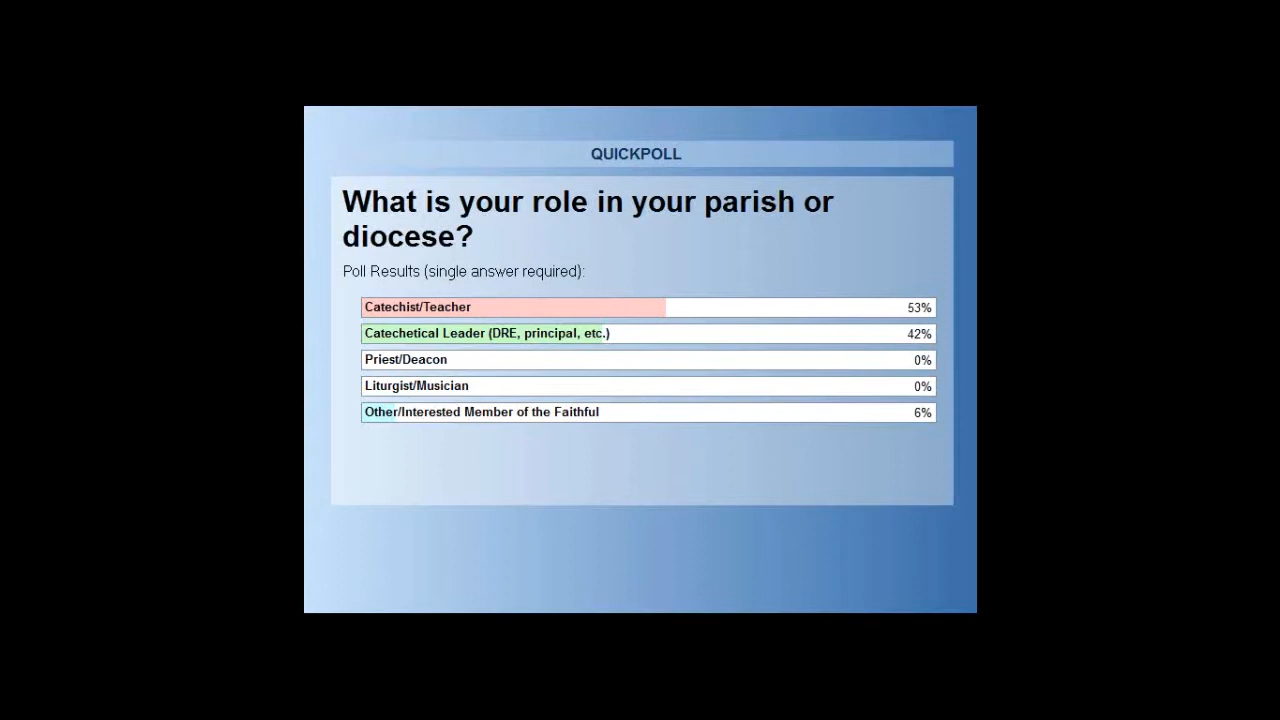 QUICKPOLL
What is your role in your parish or
diocese?
Poll Results (single answer required):
Catechist/Teacher 53%
Catechetical Leader (DRE, principal, etc.) 42%
Priest/Deacon 0%
Liturgist/Musician 0%
Other/Interested Member of the Faithful 6%